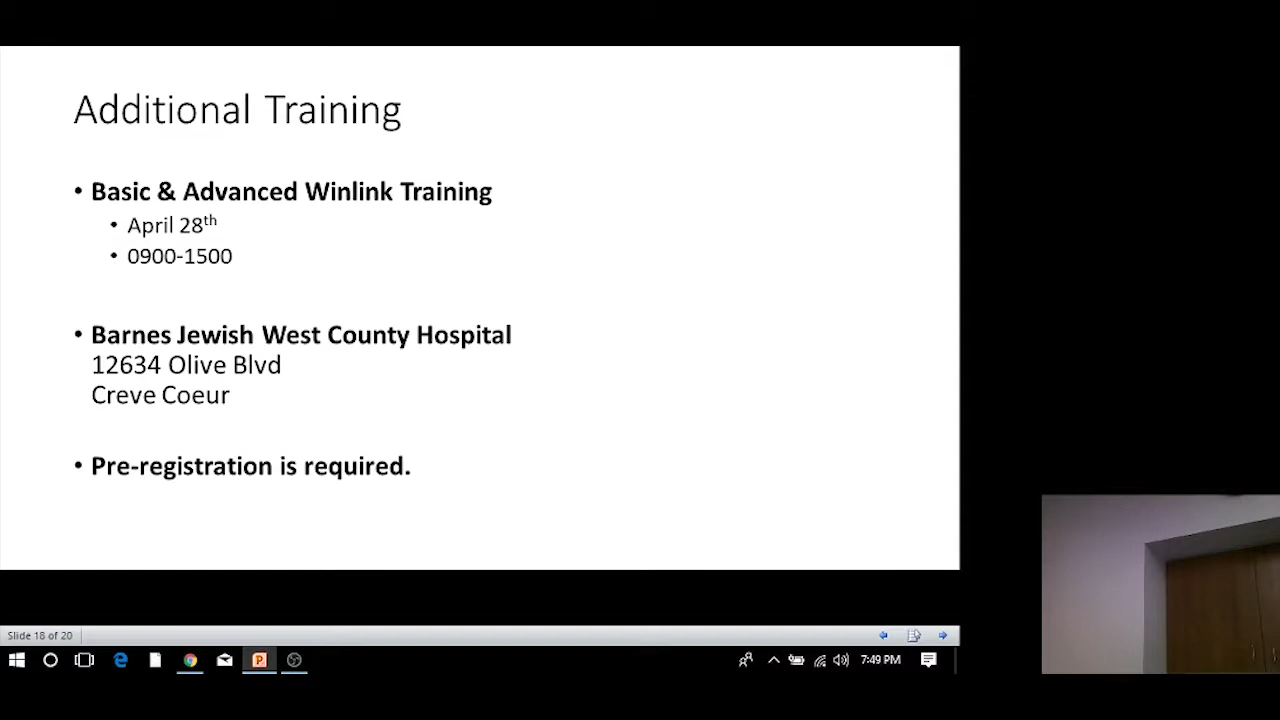 Additional Training
• Basic & Advanced Winlink Training
• April 28th
• 0900-1500
• Barnes Jewish West County Hospital
12634 Olive Blvd
Creve Coeur
• Pre-registration is required.
Slide 18 of 20
7:49 PM